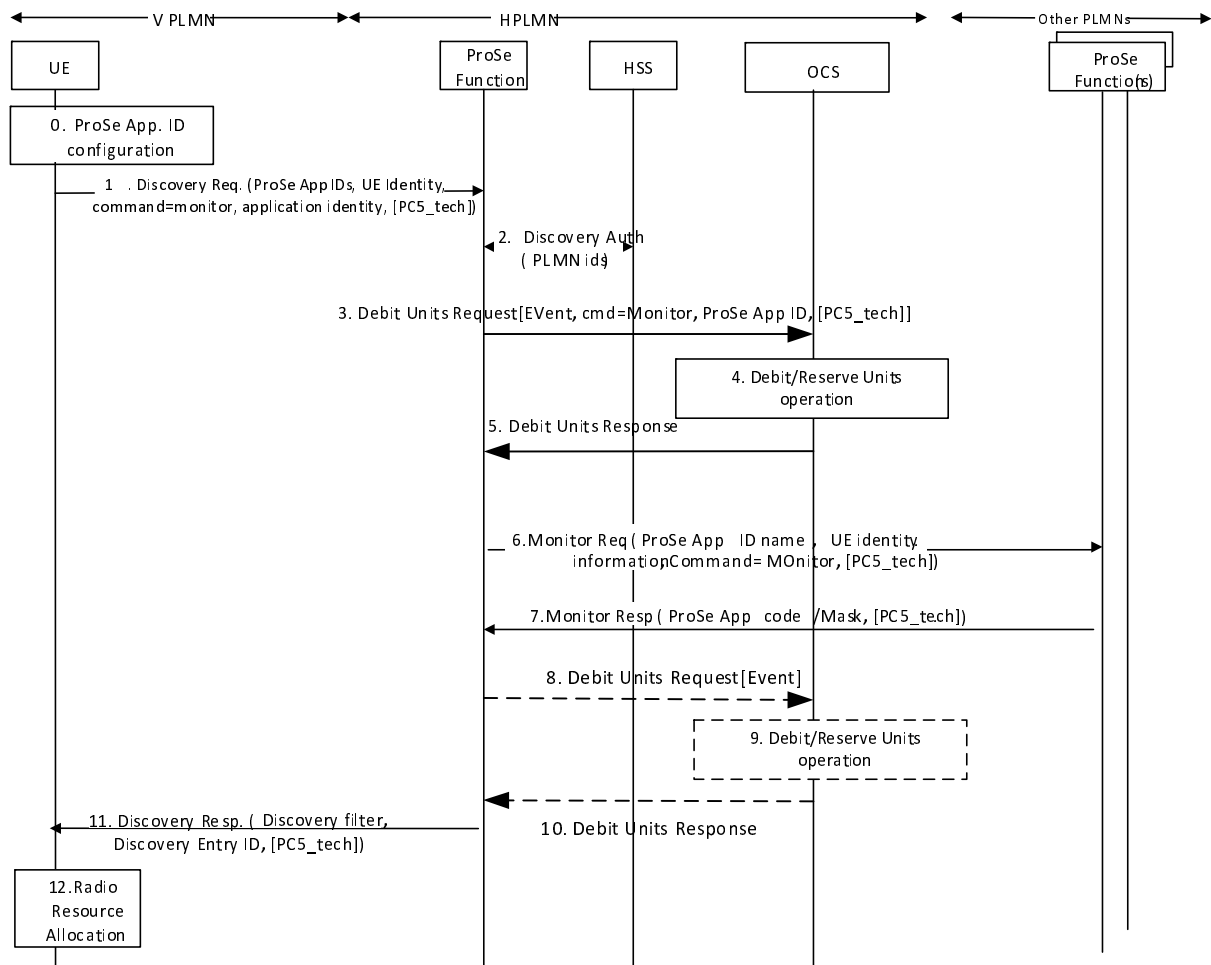 V PLMN
HPLMN
Other PLMNs
UE
ProSe
Function
HSS
OCS
ProSe
Function(s)
0. ProSe App. ID
configuration
1 . Discovery Req. (ProSe App IDs, UE Identity,
command=monitor, application identity, [PC5_tech])
2. Discovery Auth
( PLMN ids)
3. Debit Units Request[EVent, cmd=Monitor, ProSe App ID, [PC5_tech]]
4. Debit/Reserve Units
operation
5. Debit Units Response
6.Monitor Req ( ProSe App ID name , UE identity
information,Command= MOnitor, [PC5_tech])
7.Monitor Resp ( ProSe App code /Mask, [PC5_tech])
8. Debit Units Request[Event]
9. Debit/Reserve Units
operation
10. Debit Units Response
11. Discovery Resp. ( Discovery filter,
Discovery Entry ID, [PC5_tech])
12.Radio
Resource
Allocation